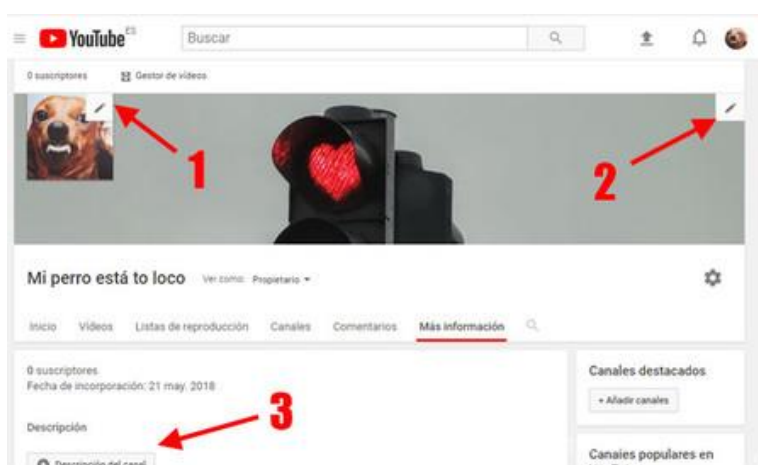 YouTube ES
Buscar
0 suscriptores Gestor de vídeos
1
2
Mi perro está to loco Ver como: Propietario
Inicio Vídeos Listas de reproducción Canales Comentarios Más información
0 suscriptores
Fecha de incorporación: 21 may. 2018
Canales destacados
+ Añadir canales
3
Descripción
Descripción del canal
Canales populares en